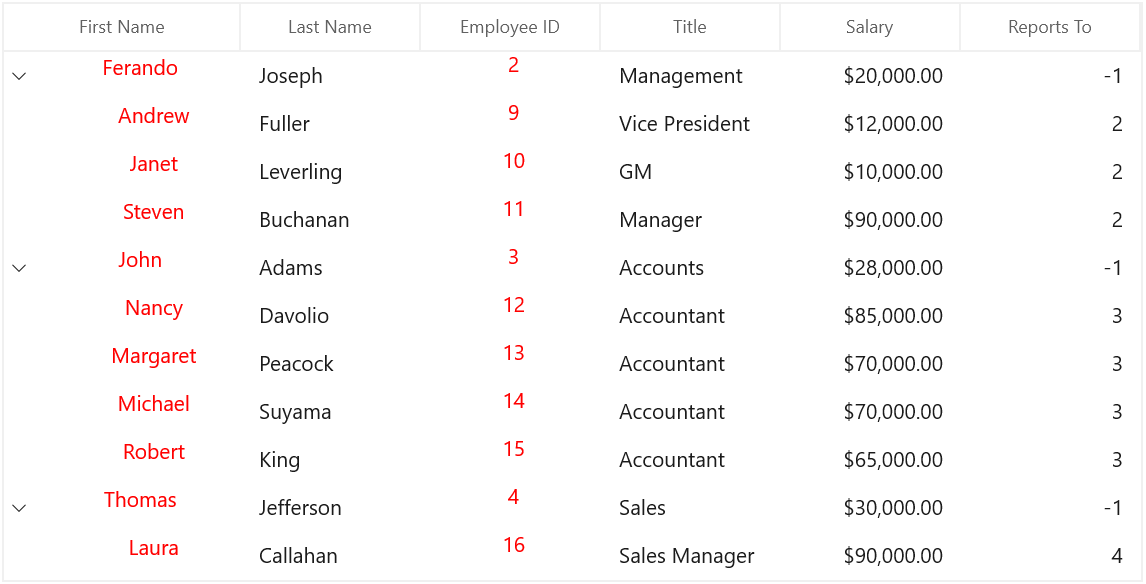 First Name Last Name Employee ID Title Salary Reports To
Ferando Joseph 2 Management $20,000.00 -1
Andrew Fuller 9 Vice President $12,000.00 2
Janet Leverling 10 GM $10,000.00 2
Steven Buchanan 11 Manager $90,000.00 2
John Adams 3 Accounts $28,000.00 -1
Nancy Davolio 12 Accountant $85,000.00 3
Margaret Peacock 13 Accountant $70,000.00 3
Michael Suyama 14 Accountant $70,000.00 3
Robert King 15 Accountant $65,000.00 3
Thomas Jefferson 4 Sales $30,000.00 -1
Laura Callahan 16 Sales Manager $90,000.00 4